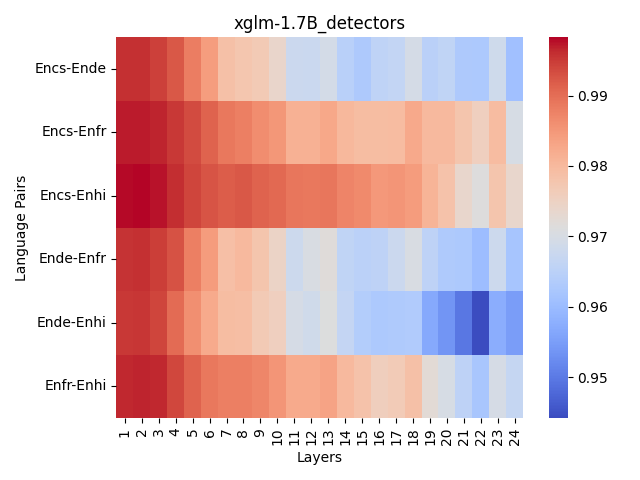 xglm-1.7B_detectors
Language Pairs
Encs-Ende
Encs-Enfr
Encs-Enhi
Ende-Enfr
Ende-Enhi
Enfr-Enhi
1 2 3 4 5 6 7 8 9 10 11 12 13 14 15 16 17 18 19 20 21 22 23 24
Layers
0.99
0.98
0.97
0.96
0.95